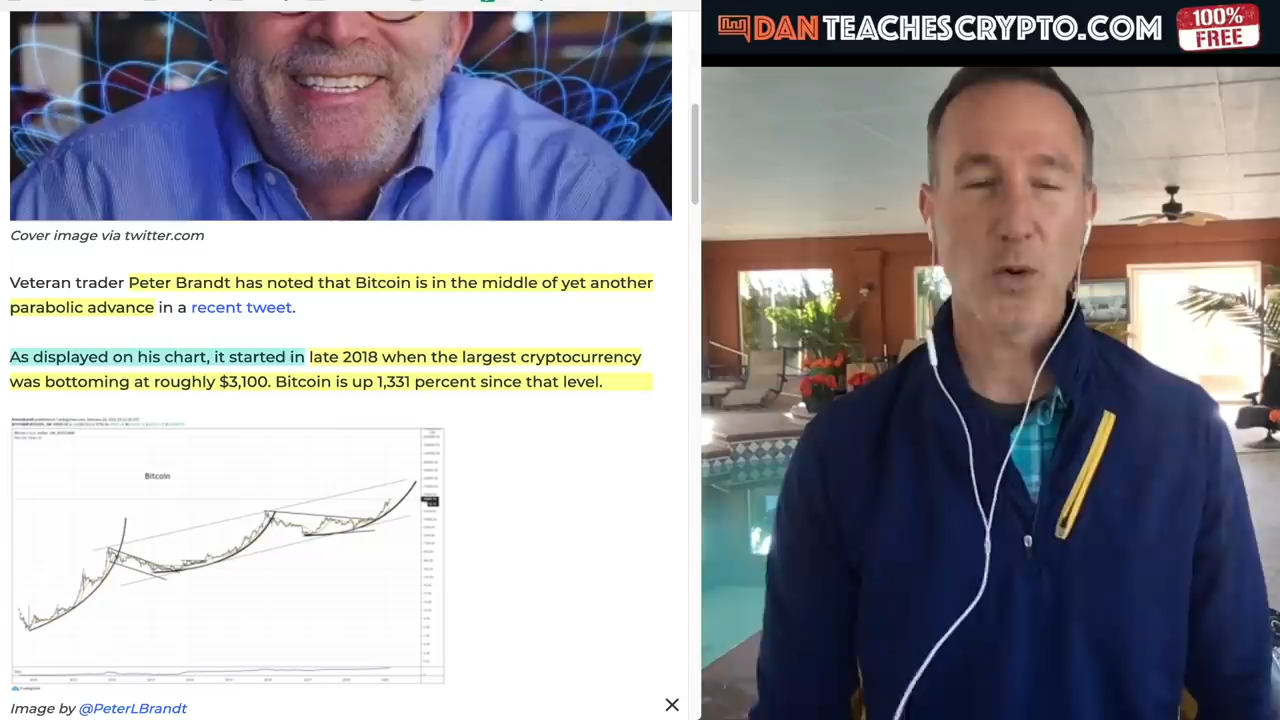 DANTEACHESCRYPTO.COM
100%
FREE
Cover image via twitter.com
Veteran trader Peter Brandt has noted that Bitcoin is in the middle of yet another
parabolic advance in a recent tweet.
As displayed on his chart, it started in late 2018 when the largest cryptocurrency
was bottoming at roughly $3,100. Bitcoin is up 1,331 percent since that level.
Bitcoin
Image by @PeterLBrandt